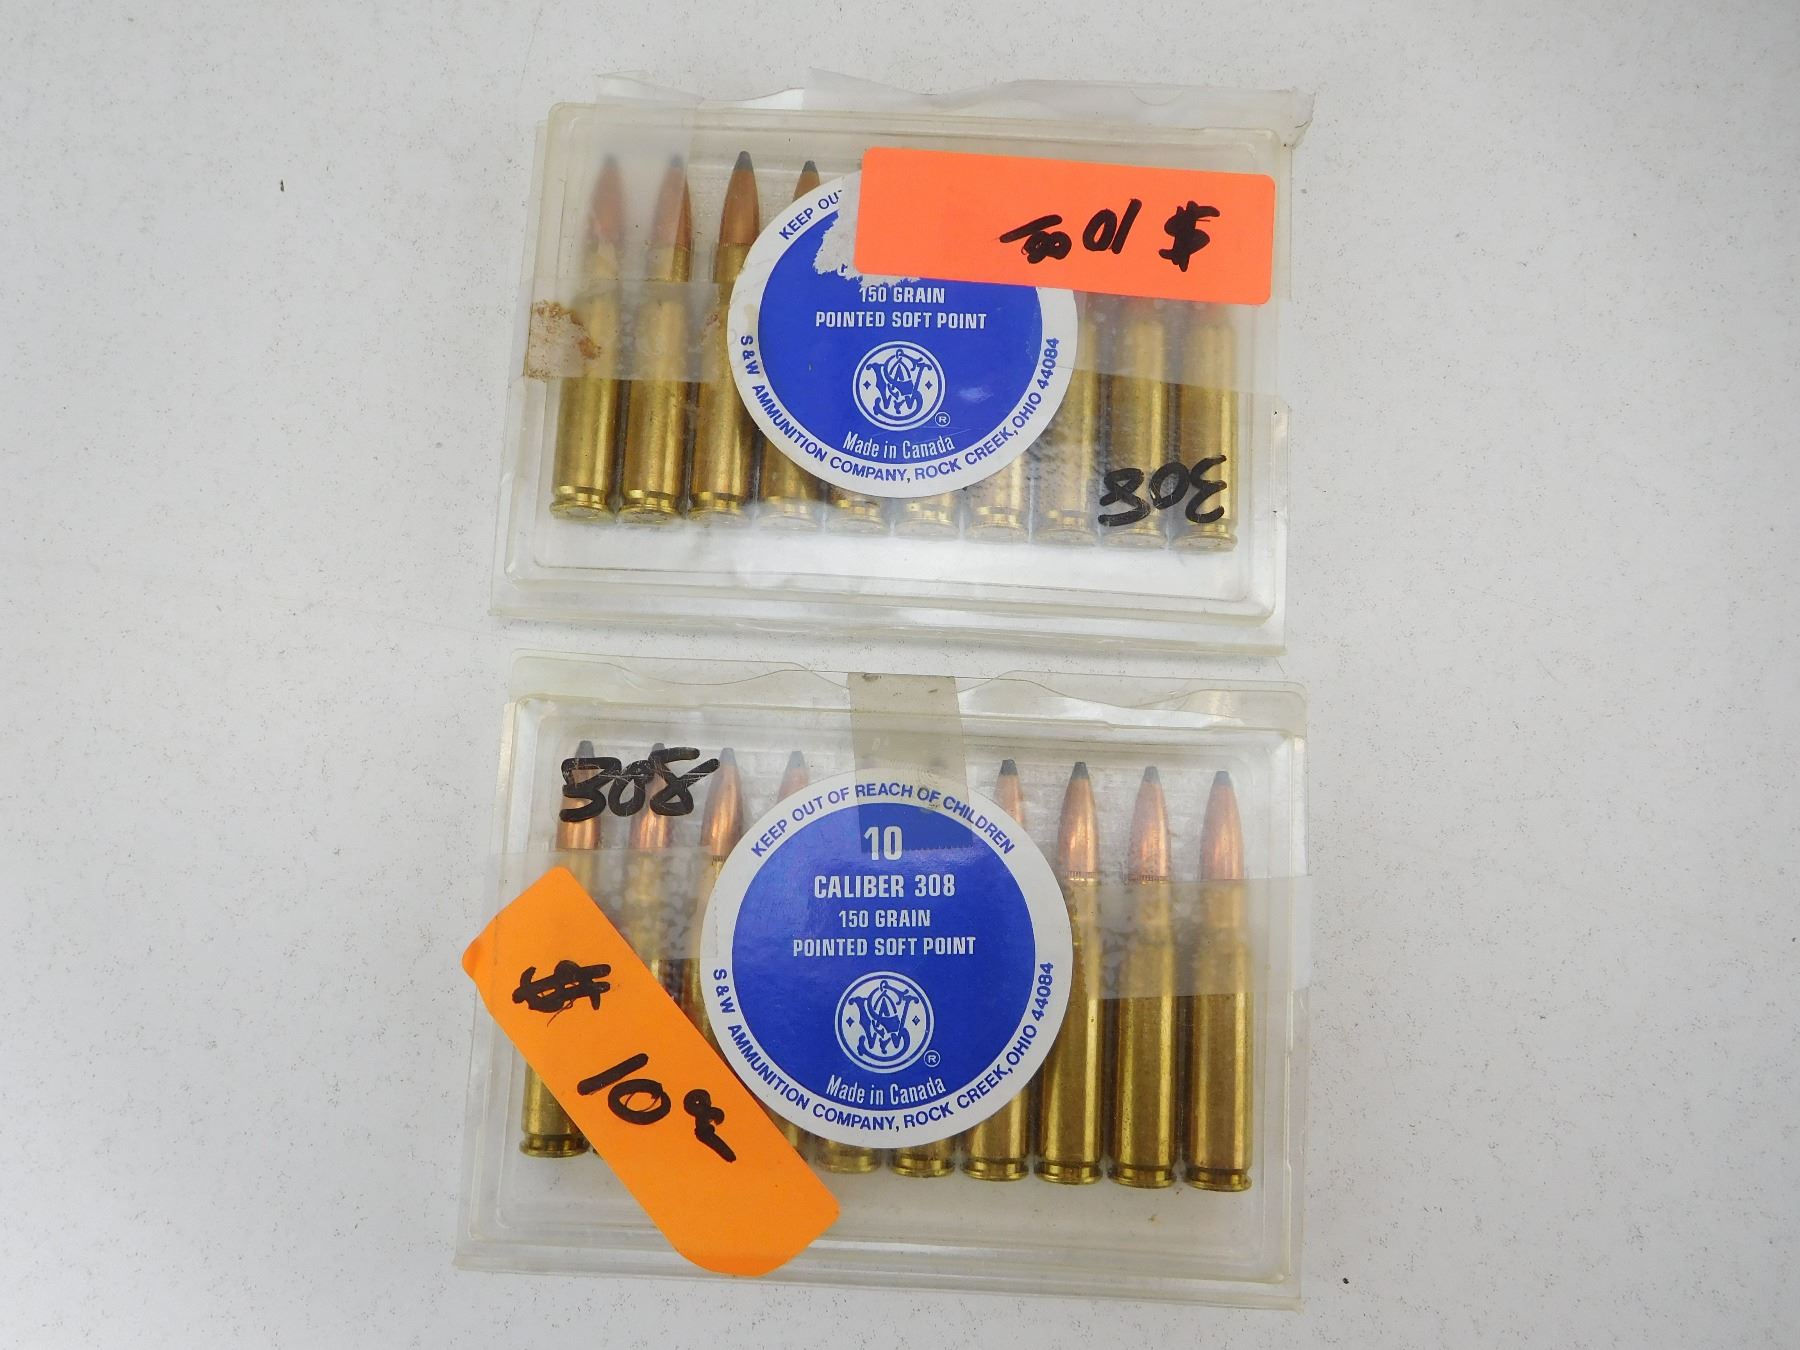 $ 10 00
KEEP OU
150 GRAIN
POINTED SOFT POINT
®
Made in Canada
S & W AMMUNITION COMPANY, ROCK CREEK, OHIO 44084
308
308
KEEP OUT OF REACH OF CHILDREN
10
CALIBER 308
150 GRAIN
POINTED SOFT POINT
®
Made in Canada
S & W AMMUNITION COMPANY, ROCK CREEK, OHIO 44084
$ 10 00